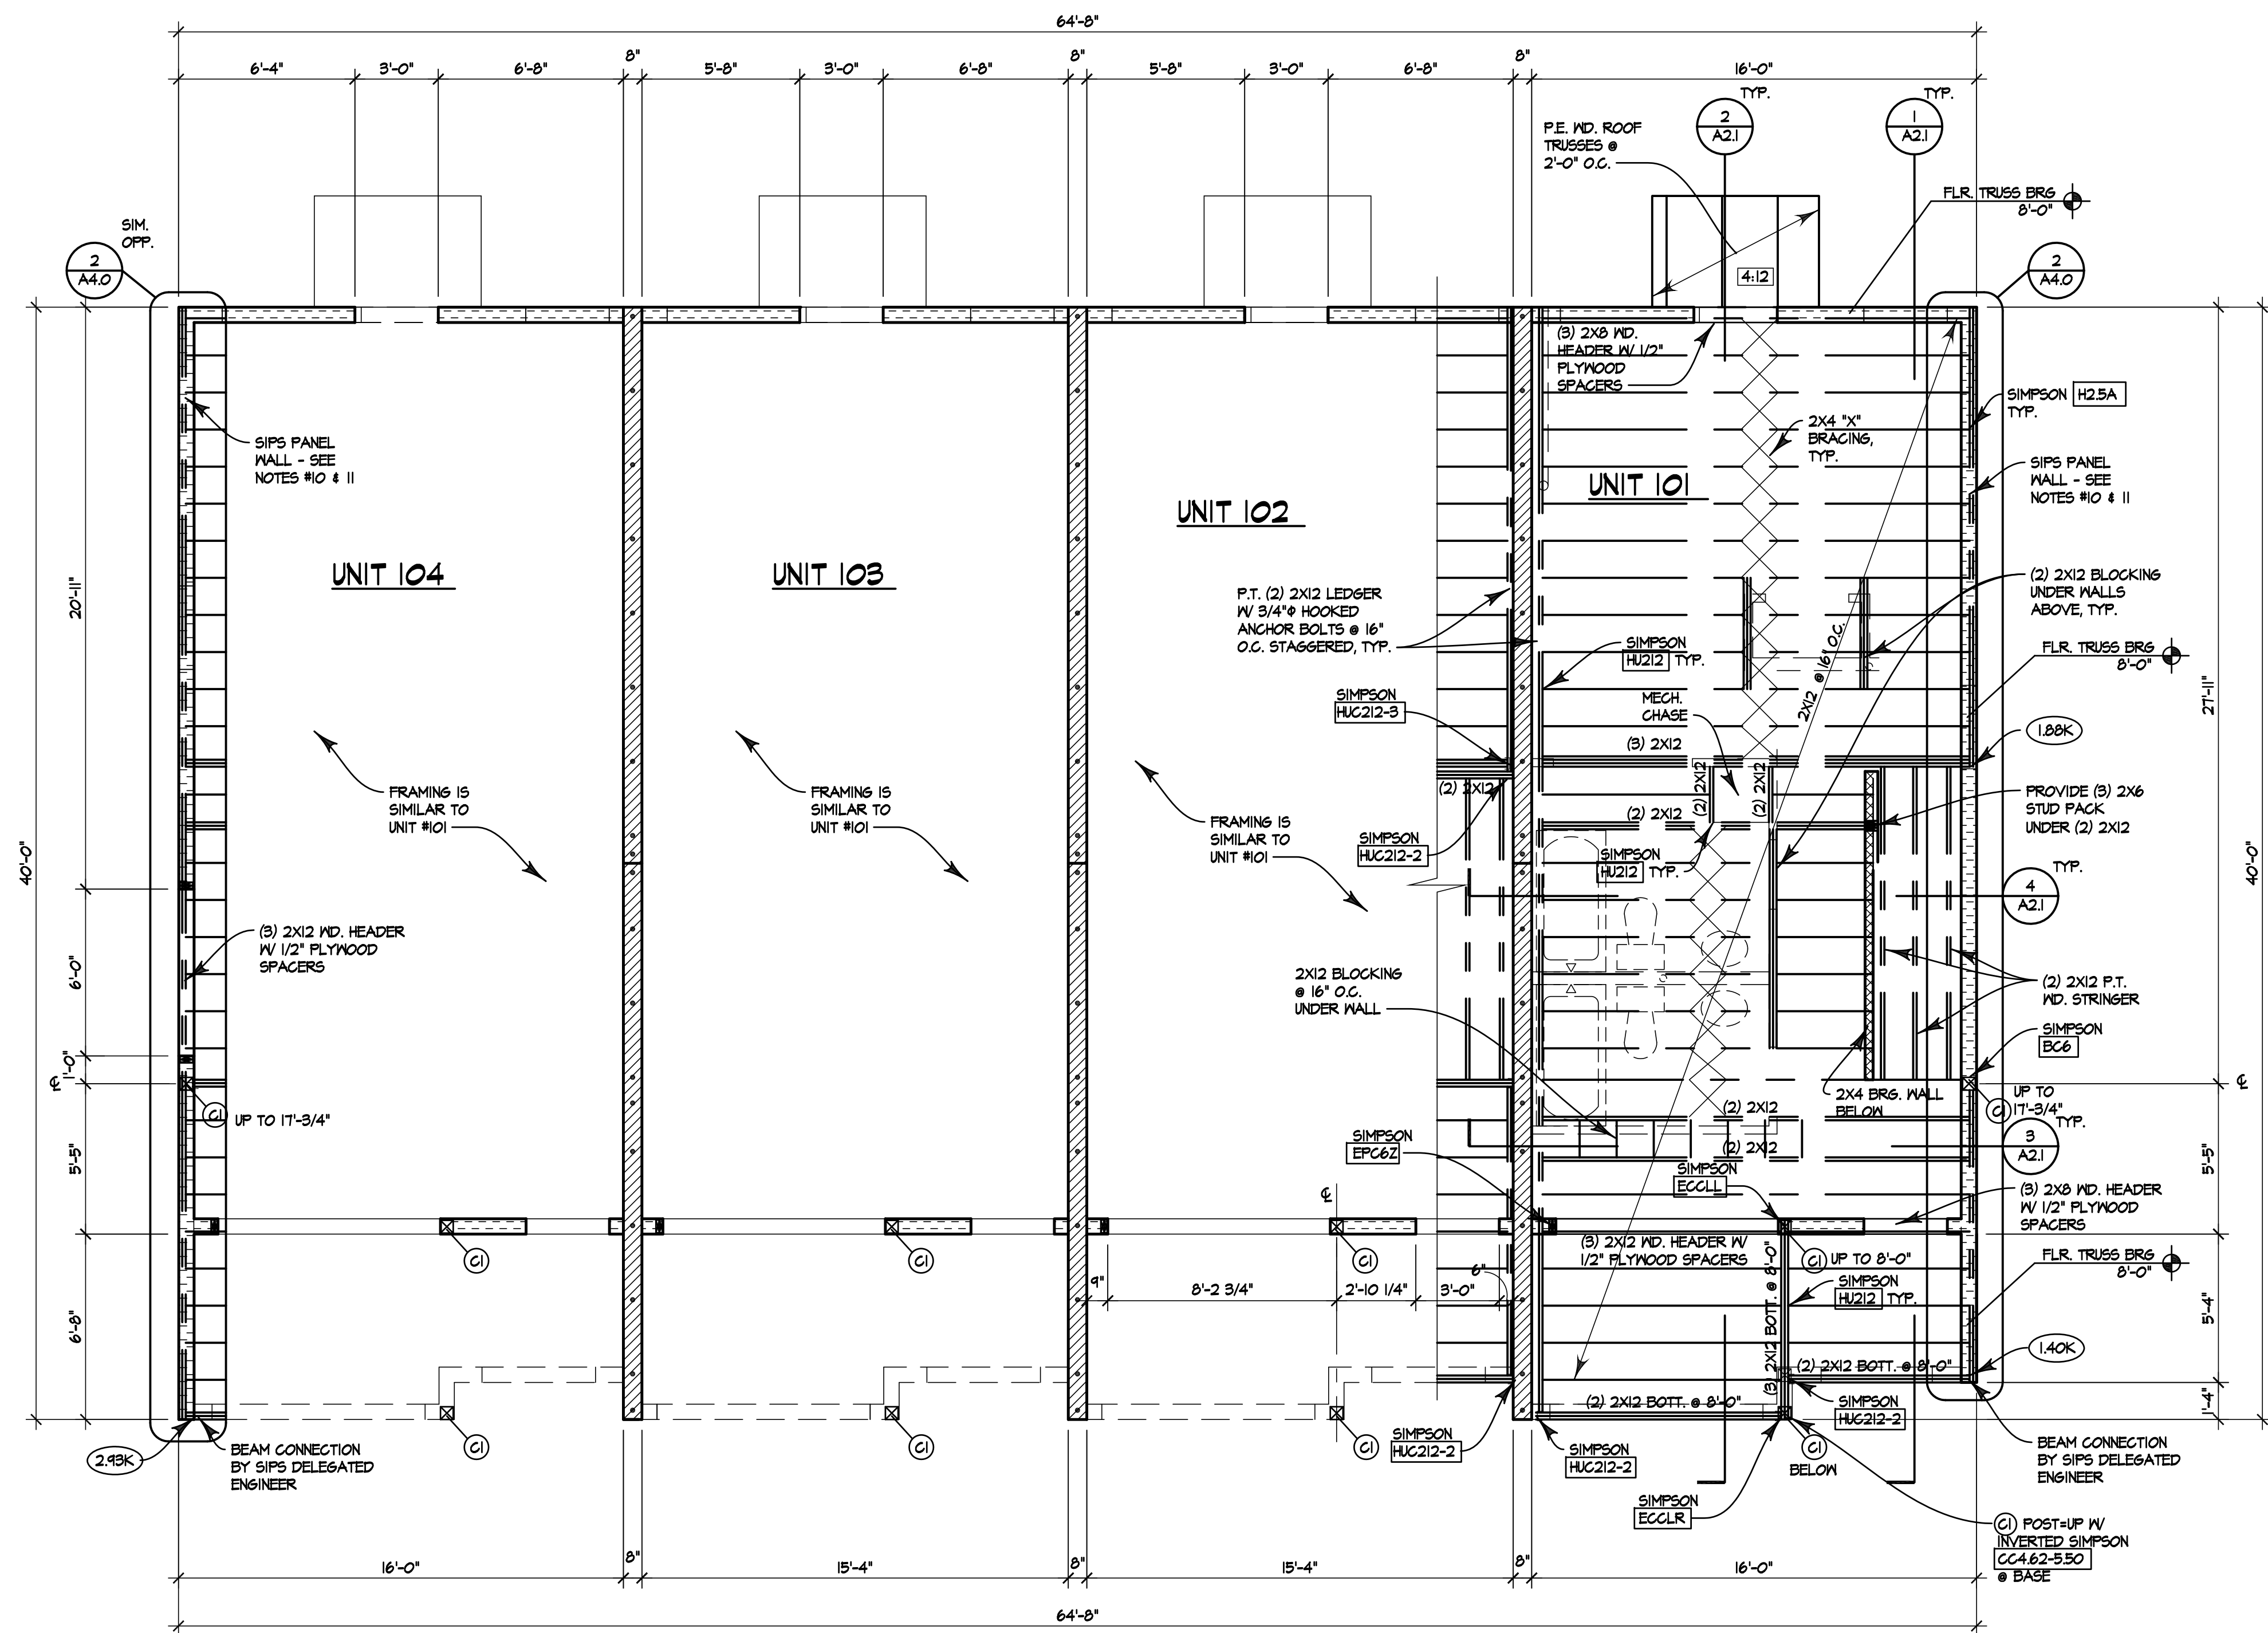 64'-8"
6'-4"
3'-0"
6'-8"
8"
5'-8"
3'-0"
6'-8"
8"
5'-8"
3'-0"
6'-8"
8"
16'-0"
TYP.
2
A2.1
TYP.
1
A2.1
P.E. WD. ROOF
TRUSSES @
2'-0" O.C.
FLR. TRUSS BRG
8'-0"
SIM.
OPP.
2
A4.0
2
A4.0
4:12
(3) 2X8 WD.
HEADER W/ 1/2"
PLYWOOD
SPACERS
SIMPSON H2.5A
TYP.
2X4 "X"
BRACING,
TYP.
SIPS PANEL
WALL - SEE
NOTES #10 & 11
SIPS PANEL
WALL - SEE
NOTES #10 & 11
UNIT 101
UNIT 102
UNIT 103
UNIT 104
P.T. (2) 2X12 LEDGER
W/ 3/4"Φ HOOKED
ANCHOR BOLTS @ 16"
O.C. STAGGERED, TYP.
(2) 2X12 BLOCKING
UNDER WALLS
ABOVE, TYP.
20'-11"
SIMPSON
HU212 TYP.
2X12 @ 16" O.C.
FLR. TRUSS BRG
8'-0"
27'-11"
SIMPSON
HUC212-3
MECH.
CHASE
1.88K
(3) 2X12
(2) 2X12
(2) 2X12
(2) 2X12
(2) 2X12
FRAMING IS
SIMILAR TO
UNIT #101
FRAMING IS
SIMILAR TO
UNIT #101
FRAMING IS
SIMILAR TO
UNIT #101
PROVIDE (3) 2X6
STUD PACK
UNDER (2) 2X12
SIMPSON
HUC212-2
SIMPSON
HU212 TYP.
40'-0"
40'-0"
TYP.
4
A2.1
(3) 2X12 WD. HEADER
W/ 1/2" PLYWOOD
SPACERS
6'-0"
2X12 BLOCKING
@ 16" O.C.
UNDER WALL
(2) 2X12 P.T.
WD. STRINGER
SIMPSON
BC6
℄
1'-0"
C1
UP TO 17'-3/4"
2X4 BRG. WALL
BELOW
C1
UP TO
17'-3/4"
℄
TYP.
3
A2.1
(2) 2X12
(2) 2X12
5'-5"
SIMPSON
EPC6Z
SIMPSON
ECCLL
5'-5"
(3) 2X8 WD. HEADER
W/ 1/2" PLYWOOD
SPACERS
℄
C1
C1
C1
(3) 2X12 WD. HEADER W/
1/2" PLYWOOD SPACERS
C1
UP TO 8'-0"
FLR. TRUSS BRG
8'-0"
9"
8'-2 3/4"
2'-10 1/4"
3'-0"
6"
SIMPSON
HU212 TYP.
(3) 2X12 BOTT. @ 8'-0"
6'-8"
5'-4"
1.40K
(2) 2X12 BOTT. @ 8'-0"
(2) 2X12 BOTT. @ 8'-0"
SIMPSON
HUC212-2
1'-4"
2.93K
BEAM CONNECTION
BY SIPS DELEGATED
ENGINEER
C1
C1
C1
SIMPSON
HUC212-2
SIMPSON
HUC212-2
C1
BELOW
BEAM CONNECTION
BY SIPS DELEGATED
ENGINEER
SIMPSON
ECCLR
C1 POST=UP W/
INVERTED SIMPSON
CC4.62-5.50
@ BASE
16'-0"
8"
15'-4"
8"
15'-4"
8"
16'-0"
64'-8"